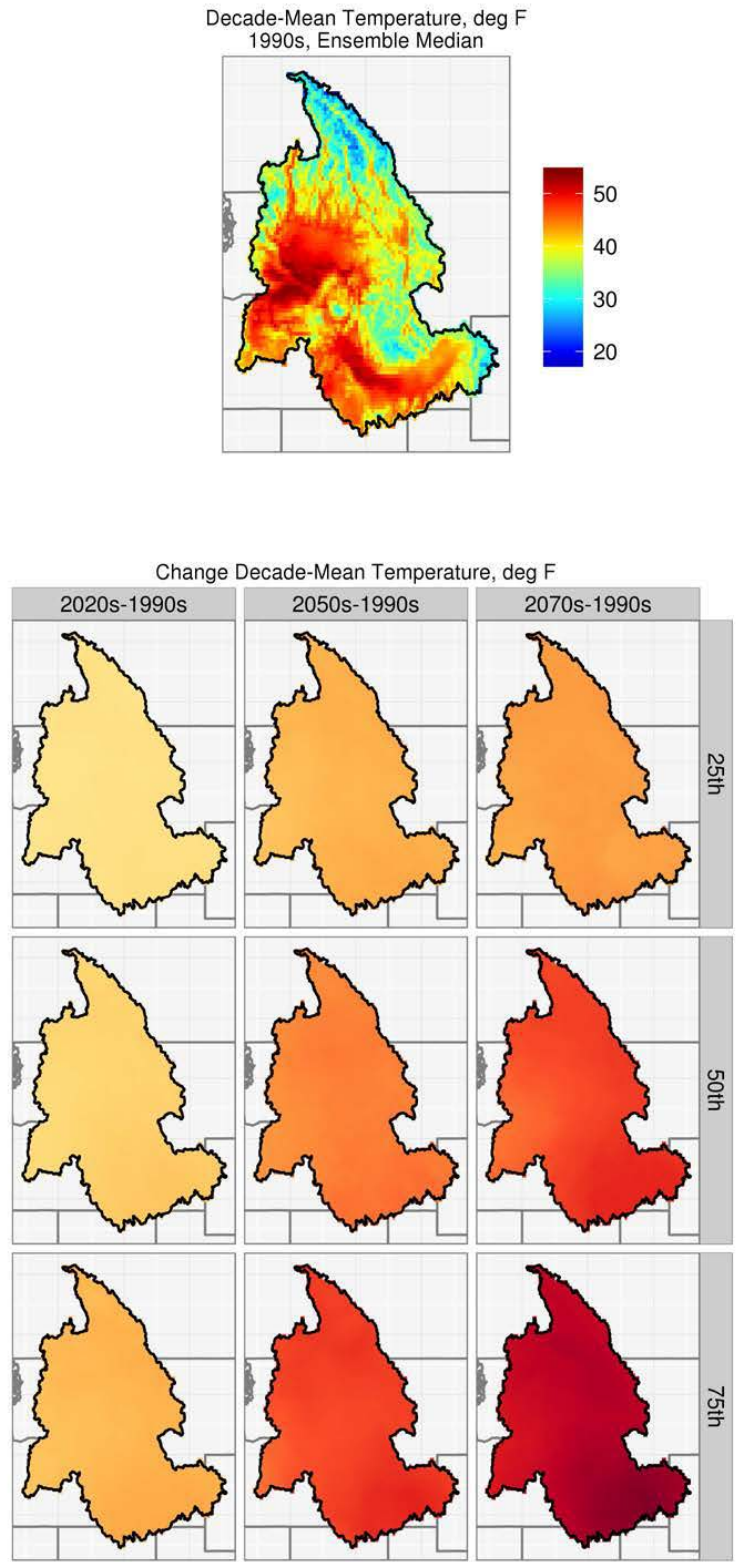 Decade-Mean Temperature, deg F
1990s, Ensemble Median
50
40
30
20
Change Decade-Mean Temperature, deg F
2020s-1990s 2050s-1990s 2070s-1990s
25th
50th
75th